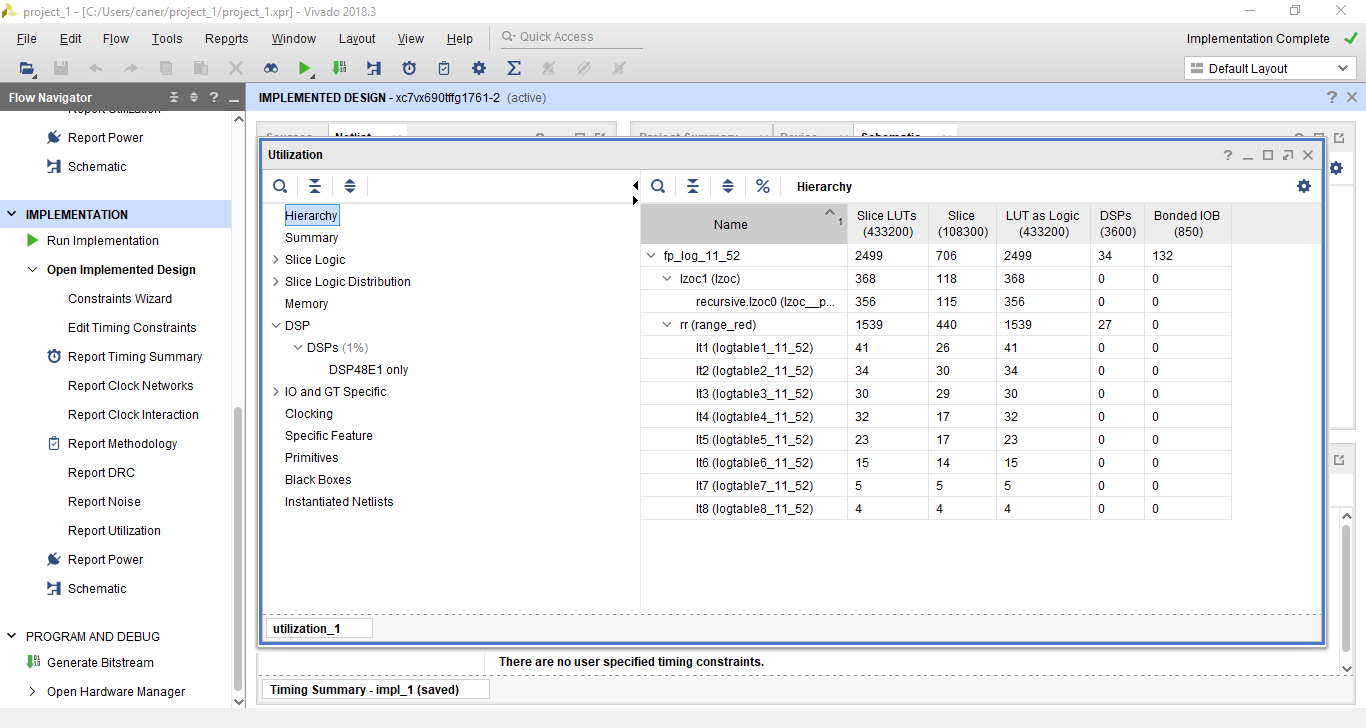 project_1 - [C:/Users/caner/project_1/project_1.xpr] - Vivado 2018.3
File Edit Flow Tools Reports Window Layout View Help Quick Access Implementation Complete
Default Layout
Flow Navigator
IMPLEMENTED DESIGN - xc7vx690tffg1761-2 (active)
Report Utilization
Report Power
Schematic
IMPLEMENTATION
Run Implementation
Open Implemented Design
Constraints Wizard
Edit Timing Constraints
Report Timing Summary
Report Clock Networks
Report Clock Interaction
Report Methodology
Report DRC
Report Noise
Report Utilization
Report Power
Schematic
PROGRAM AND DEBUG
Generate Bitstream
Open Hardware Manager
Sources Netlist Project Summary Device Schematic
Utilization
Hierarchy
Summary
Slice Logic
Slice Logic Distribution
Memory
DSP
DSPs (1%)
DSP48E1 only
IO and GT Specific
Clocking
Specific Feature
Primitives
Black Boxes
Instantiated Netlists
Hierarchy
Name 1 Slice LUTs (433200) Slice (108300) LUT as Logic (433200) DSPs (3600) Bonded IOB (850)
fp_log_11_52 2499 706 2499 34 132
lzoc1 (lzoc) 368 118 368 0 0
recursive.lzoc0 (lzoc__p... 356 115 356 0 0
rr (range_red) 1539 440 1539 27 0
lt1 (logtable1_11_52) 41 26 41 0 0
lt2 (logtable2_11_52) 34 30 34 0 0
lt3 (logtable3_11_52) 30 29 30 0 0
lt4 (logtable4_11_52) 32 17 32 0 0
lt5 (logtable5_11_52) 23 17 23 0 0
lt6 (logtable6_11_52) 15 14 15 0 0
lt7 (logtable7_11_52) 5 5 5 0 0
lt8 (logtable8_11_52) 4 4 4 0 0
utilization_1
There are no user specified timing constraints.
Timing Summary - impl_1 (saved)